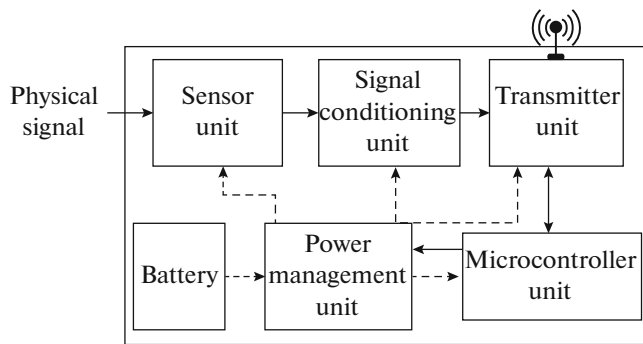 Physical
signal
Sensor
unit
Signal
conditioning
unit
Transmitter
unit
Battery
Power
management
unit
Microcontroller
unit